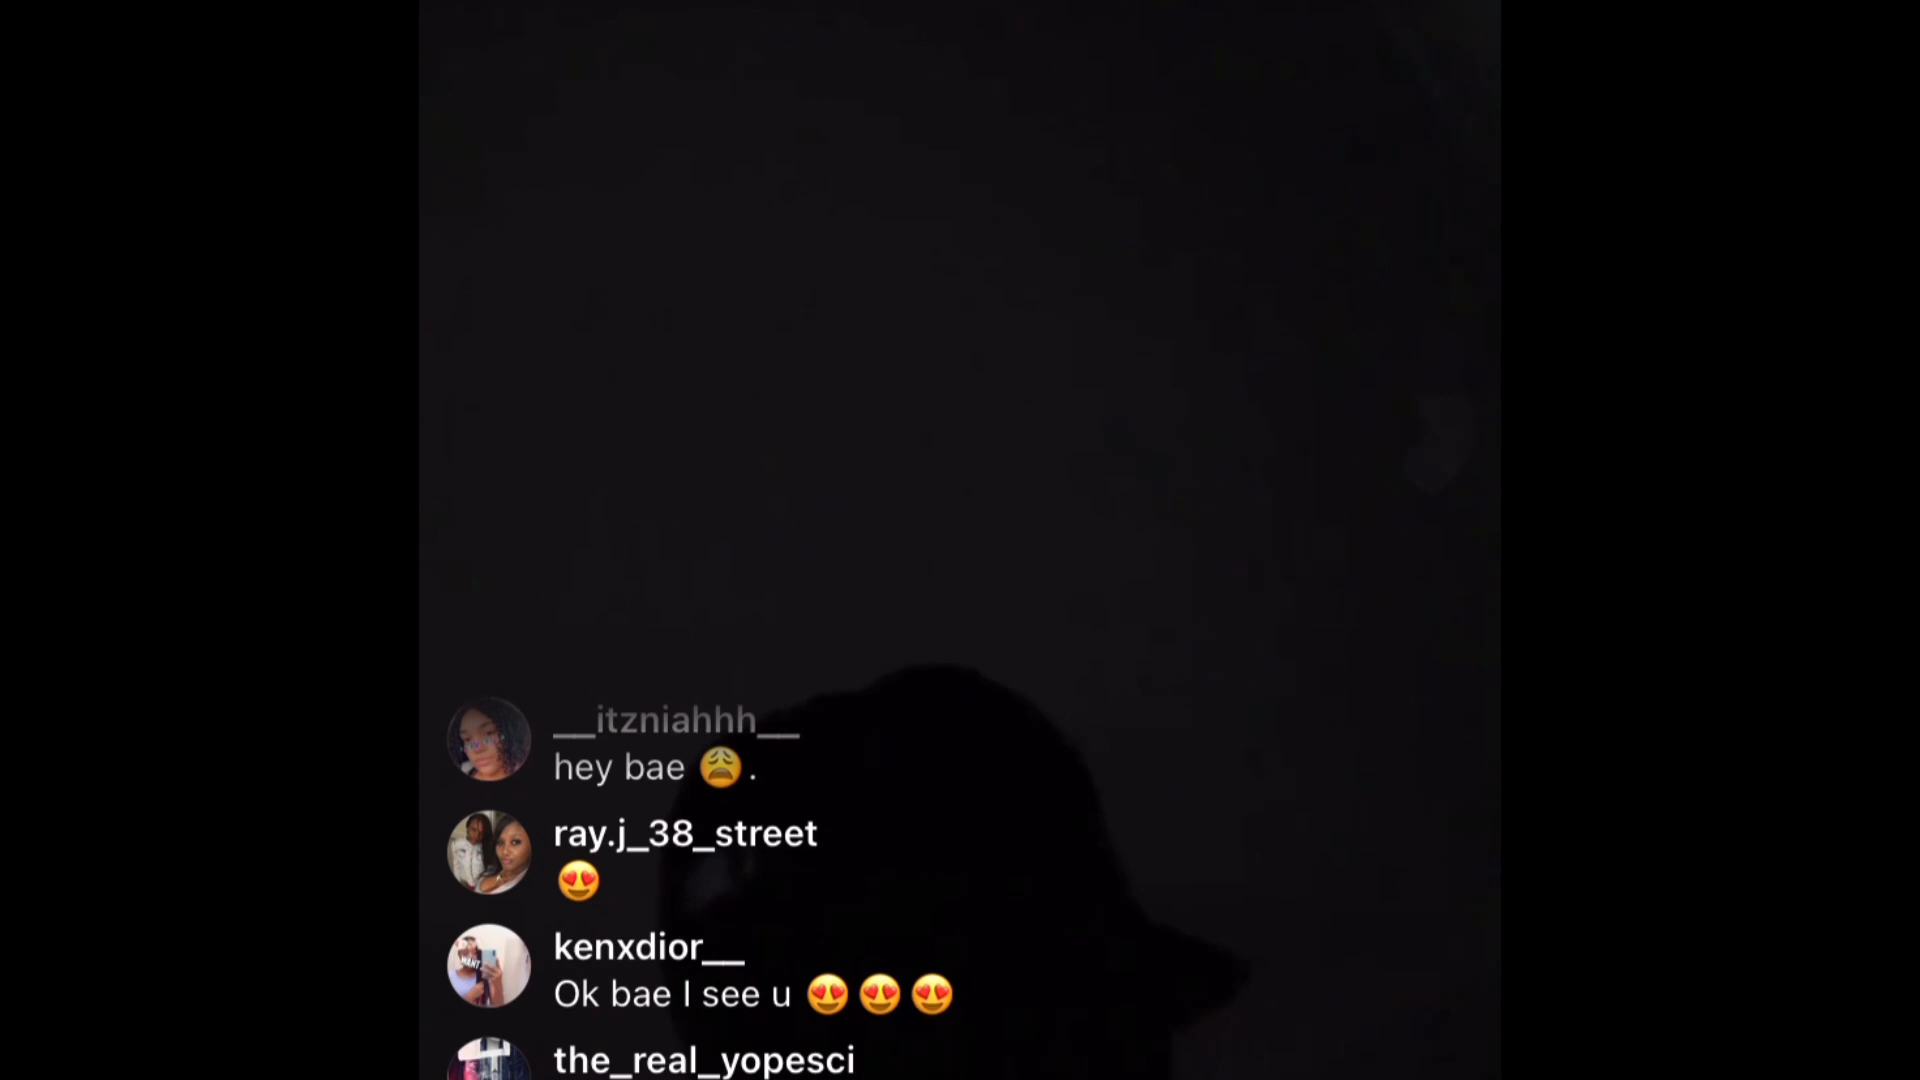 __itzniahhh__
hey bae 😩.
ray.j_38_street
😍
kenxdior__
Ok bae I see u 😍😍😍
the_real_yopesci